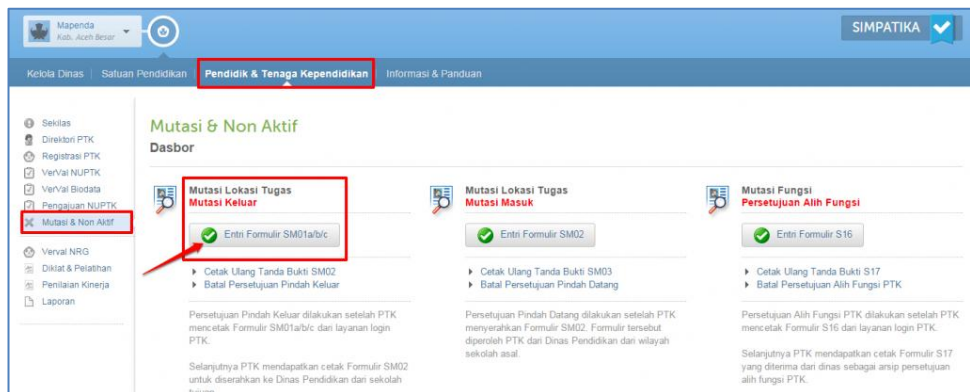 Mapenda
Kab. Aceh Besar
SIMPATIKA
Kelola Dinas
Satuan Pendidikan
Pendidik & Tenaga Kependidikan
Informasi & Panduan
Sekilas
Direktori PTK
Registrasi PTK
VerVal NUPTK
VerVal Biodata
Pengajuan NUPTK
Mutasi & Non Aktif
Verval NRG
Diklat & Pelatihan
Penilaian Kinerja
Laporan
Mutasi & Non Aktif
Dasbor
Mutasi Lokasi Tugas
Mutasi Keluar
Entri Formulir SM01a/b/c
Cetak Ulang Tanda Bukti SM02
Batal Persetujuan Pindah Keluar
Persetujuan Pindah Keluar dilakukan setelah PTK
mencetak Formulir SM01a/b/c dari layanan login
PTK.
Selanjutnya PTK mendapatkan cetak Formulir SM02
untuk diserahkan ke Dinas Pendidikan dari sekolah
tujuan.
Mutasi Lokasi Tugas
Mutasi Masuk
Entri Formulir SM02
Cetak Ulang Tanda Bukti SM03
Batal Persetujuan Pindah Datang
Persetujuan Pindah Datang dilakukan setelah PTK
menyerahkan Formulir SM02. Formulir tersebut
diperoleh PTK dari Dinas Pendidikan dari wilayah
sekolah asal.
Mutasi Fungsi
Persetujuan Alih Fungsi
Entri Formulir S16
Cetak Ulang Tanda Bukti S17
Batal Persetujuan Alih Fungsi PTK
Persetujuan Alih Fungsi PTK dilakukan setelah PTK
mencetak Formulir S16 dari layanan login PTK.
Selanjutnya PTK mendapatkan cetak Formulir S17
yang diterima dari dinas sebagai arsip persetujuan
alih fungsi PTK.